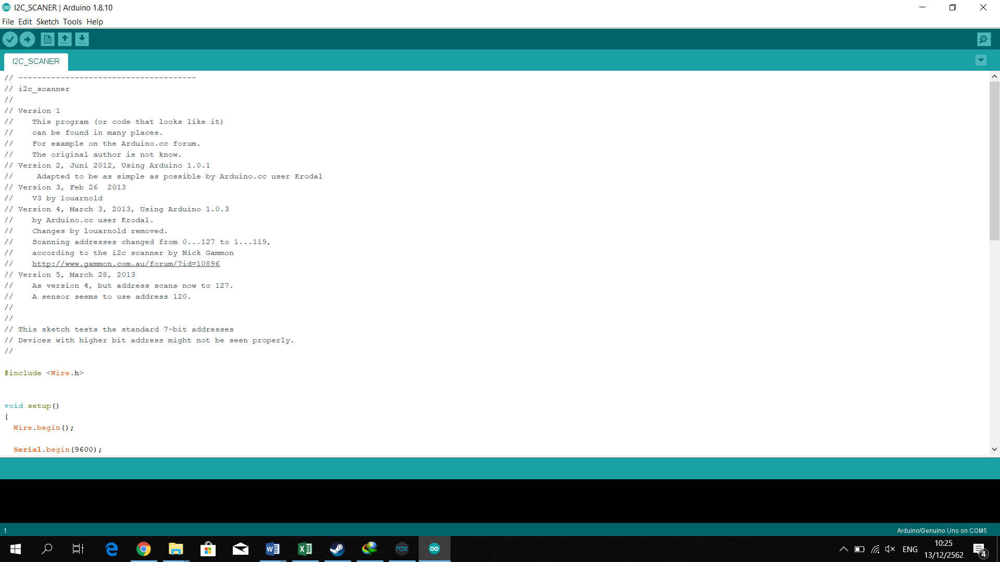 I2C_SCANER | Arduino 1.8.10
File Edit Sketch Tools Help
I2C_SCANER
// --------------------------------------
// i2c_scanner
//
// Version 1
//    This program (or code that looks like it)
//    can be found in many places.
//    For example on the Arduino.cc forum.
//    The original author is not know.
// Version 2, Juni 2012, Using Arduino 1.0.1
//     Adapted to be as simple as possible by Arduino.cc user Krodal
// Version 3, Feb 26  2013
//    V3 by louarnold
// Version 4, March 3, 2013, Using Arduino 1.0.3
//    by Arduino.cc user Krodal.
//    Changes by louarnold removed.
//    Scanning addresses changed from 0...127 to 1...119,
//    according to the i2c scanner by Nick Gammon
//    http://www.gammon.com.au/forum/?id=10896
// Version 5, March 28, 2013
//    As version 4, but address scans now to 127.
//    A sensor seems to use address 120.
//
//
// This sketch tests the standard 7-bit addresses
// Devices with higher bit address might not be seen properly.
//
#include <Wire.h>
void setup()
{
  Wire.begin();
  Serial.begin(9600);
1
Arduino/Genuino Uno on COM5
nox
ENG
10:25
13/12/2562
4